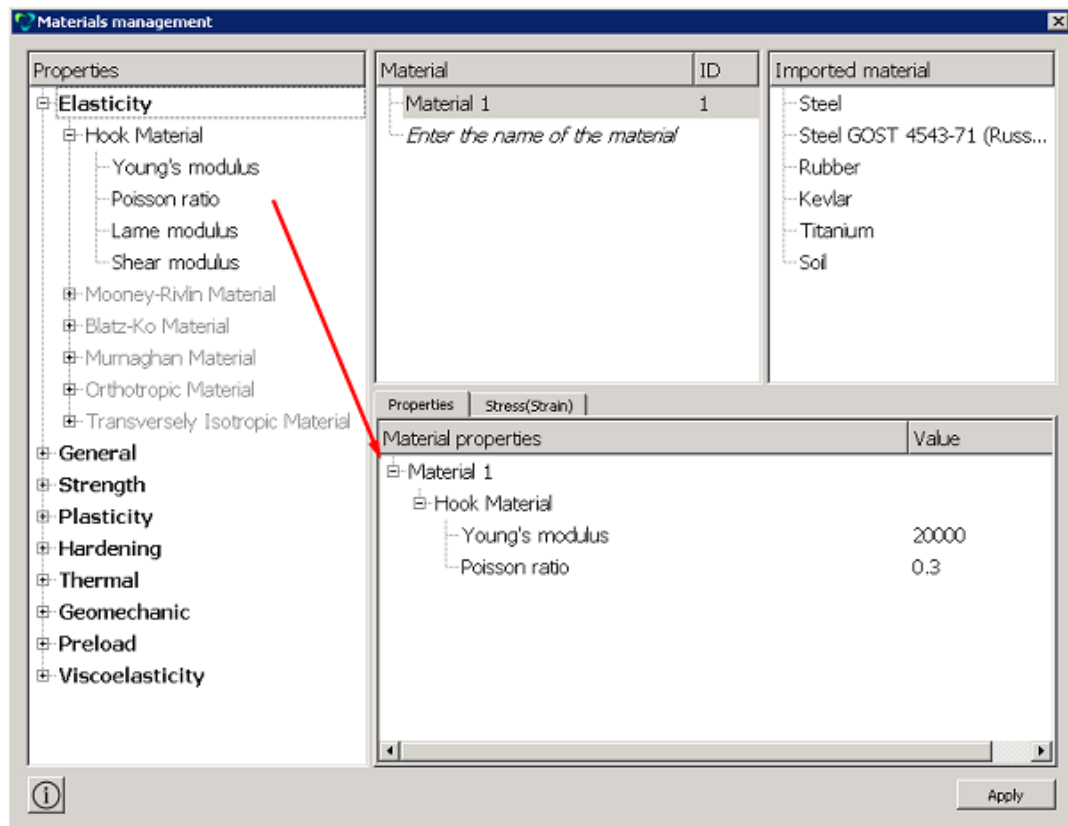 Materials management
Properties
Elasticity
Hook Material
Young's modulus
Poisson ratio
Lame modulus
Shear modulus
Mooney-Rivlin Material
Blatz-Ko Material
Murnaghan Material
Orthotropic Material
Transversely Isotropic Material
General
Strength
Plasticity
Hardening
Thermal
Geomechanic
Preload
Viscoelasticity
Material ID
Material 1 1
Enter the name of the material
Imported material
Steel
Steel GOST 4543-71 (Russ...
Rubber
Kevlar
Titanium
Soil
Properties Stress(Strain)
Material properties Value
Material 1
Hook Material
Young's modulus 20000
Poisson ratio 0.3
Apply